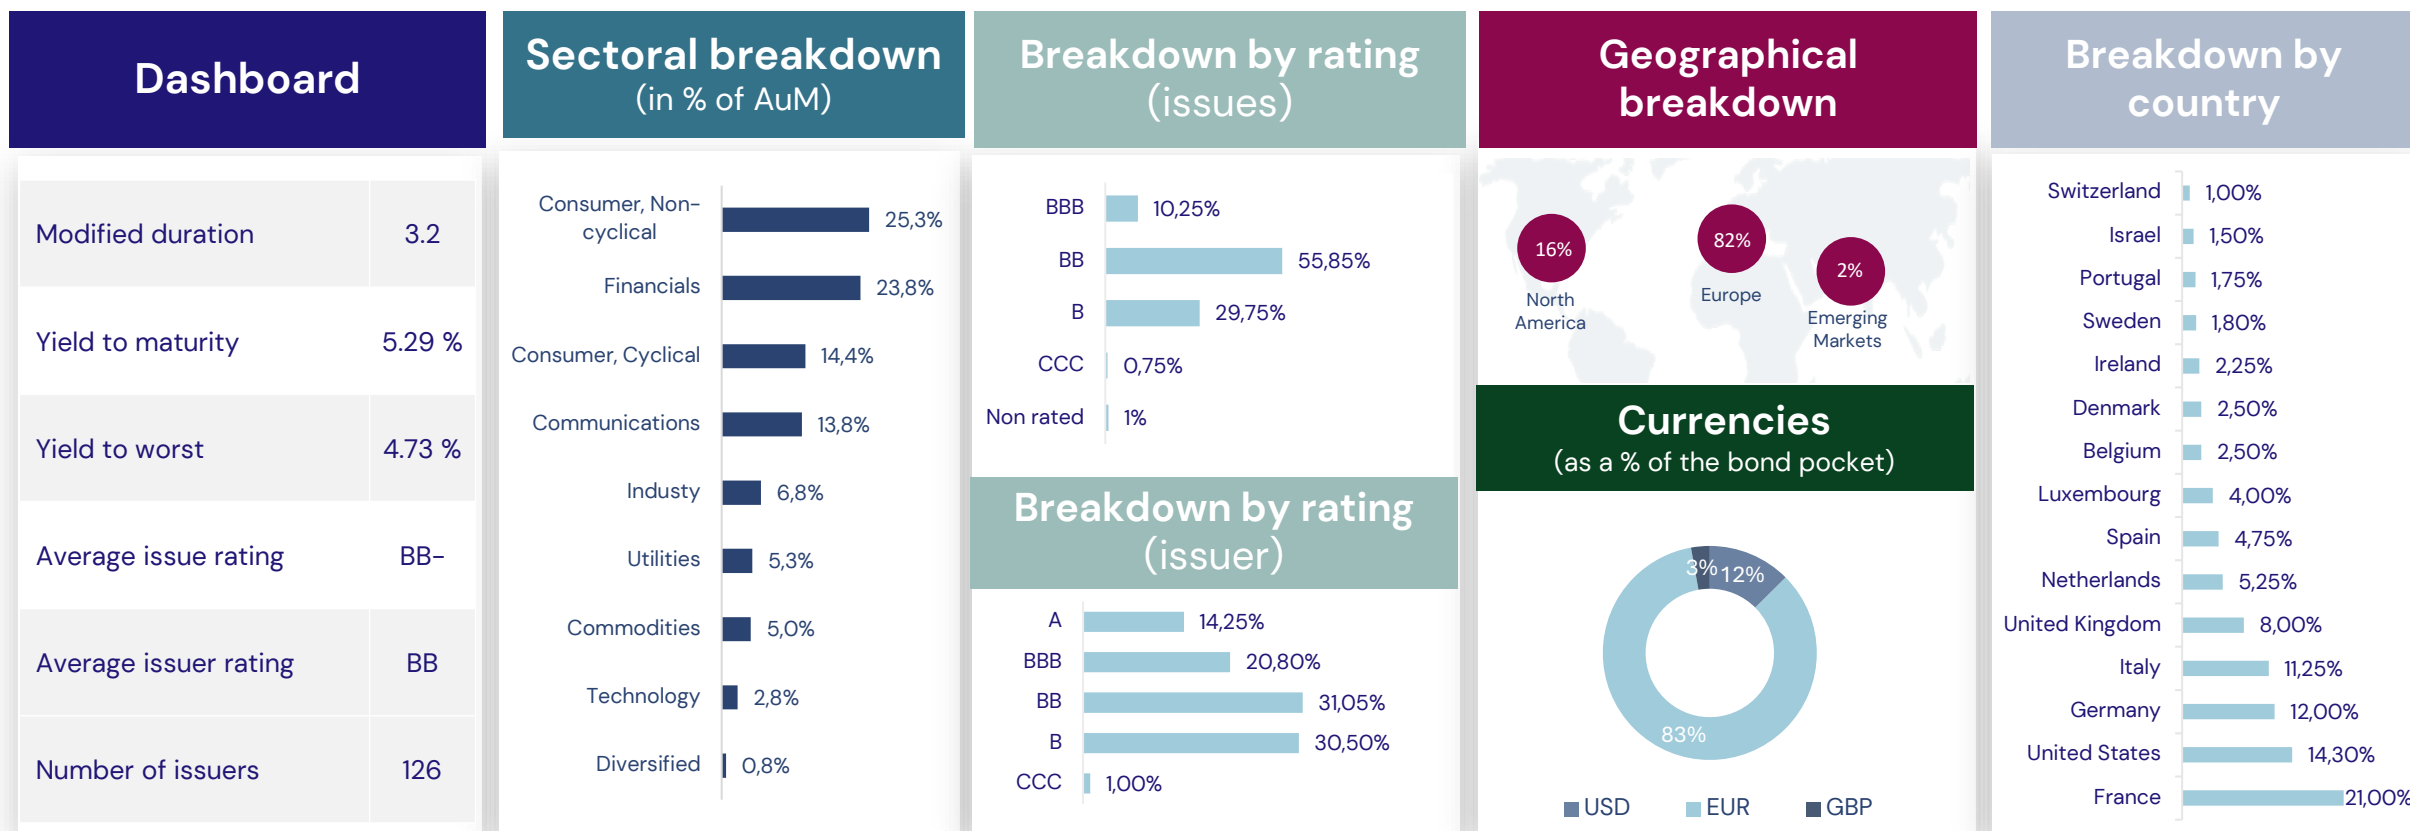 Dashboard
Modified duration 3.2
Yield to maturity 5.29 %
Yield to worst 4.73 %
Average issue rating BB-
Average issuer rating BB
Number of issuers 126
Sectoral breakdown
(in % of AuM)
Consumer, Non-
cyclical 25,3%
Financials 23,8%
Consumer, Cyclical 14,4%
Communications 13,8%
Industy 6,8%
Utilities 5,3%
Commodities 5,0%
Technology 2,8%
Diversified 0,8%
Breakdown by rating
(issues)
BBB 10,25%
BB 55,85%
B 29,75%
CCC 0,75%
Non rated 1%
Breakdown by rating
(issuer)
A 14,25%
BBB 20,80%
BB 31,05%
B 30,50%
CCC 1,00%
Geographical
breakdown
16%
North
America
82%
Europe
2%
Emerging
Markets
Currencies
(as a % of the bond pocket)
3% 12%
83%
USD EUR GBP
Breakdown by
country
Switzerland 1,00%
Israel 1,50%
Portugal 1,75%
Sweden 1,80%
Ireland 2,25%
Denmark 2,50%
Belgium 2,50%
Luxembourg 4,00%
Spain 4,75%
Netherlands 5,25%
United Kingdom 8,00%
Italy 11,25%
Germany 12,00%
United States 14,30%
France 21,00%